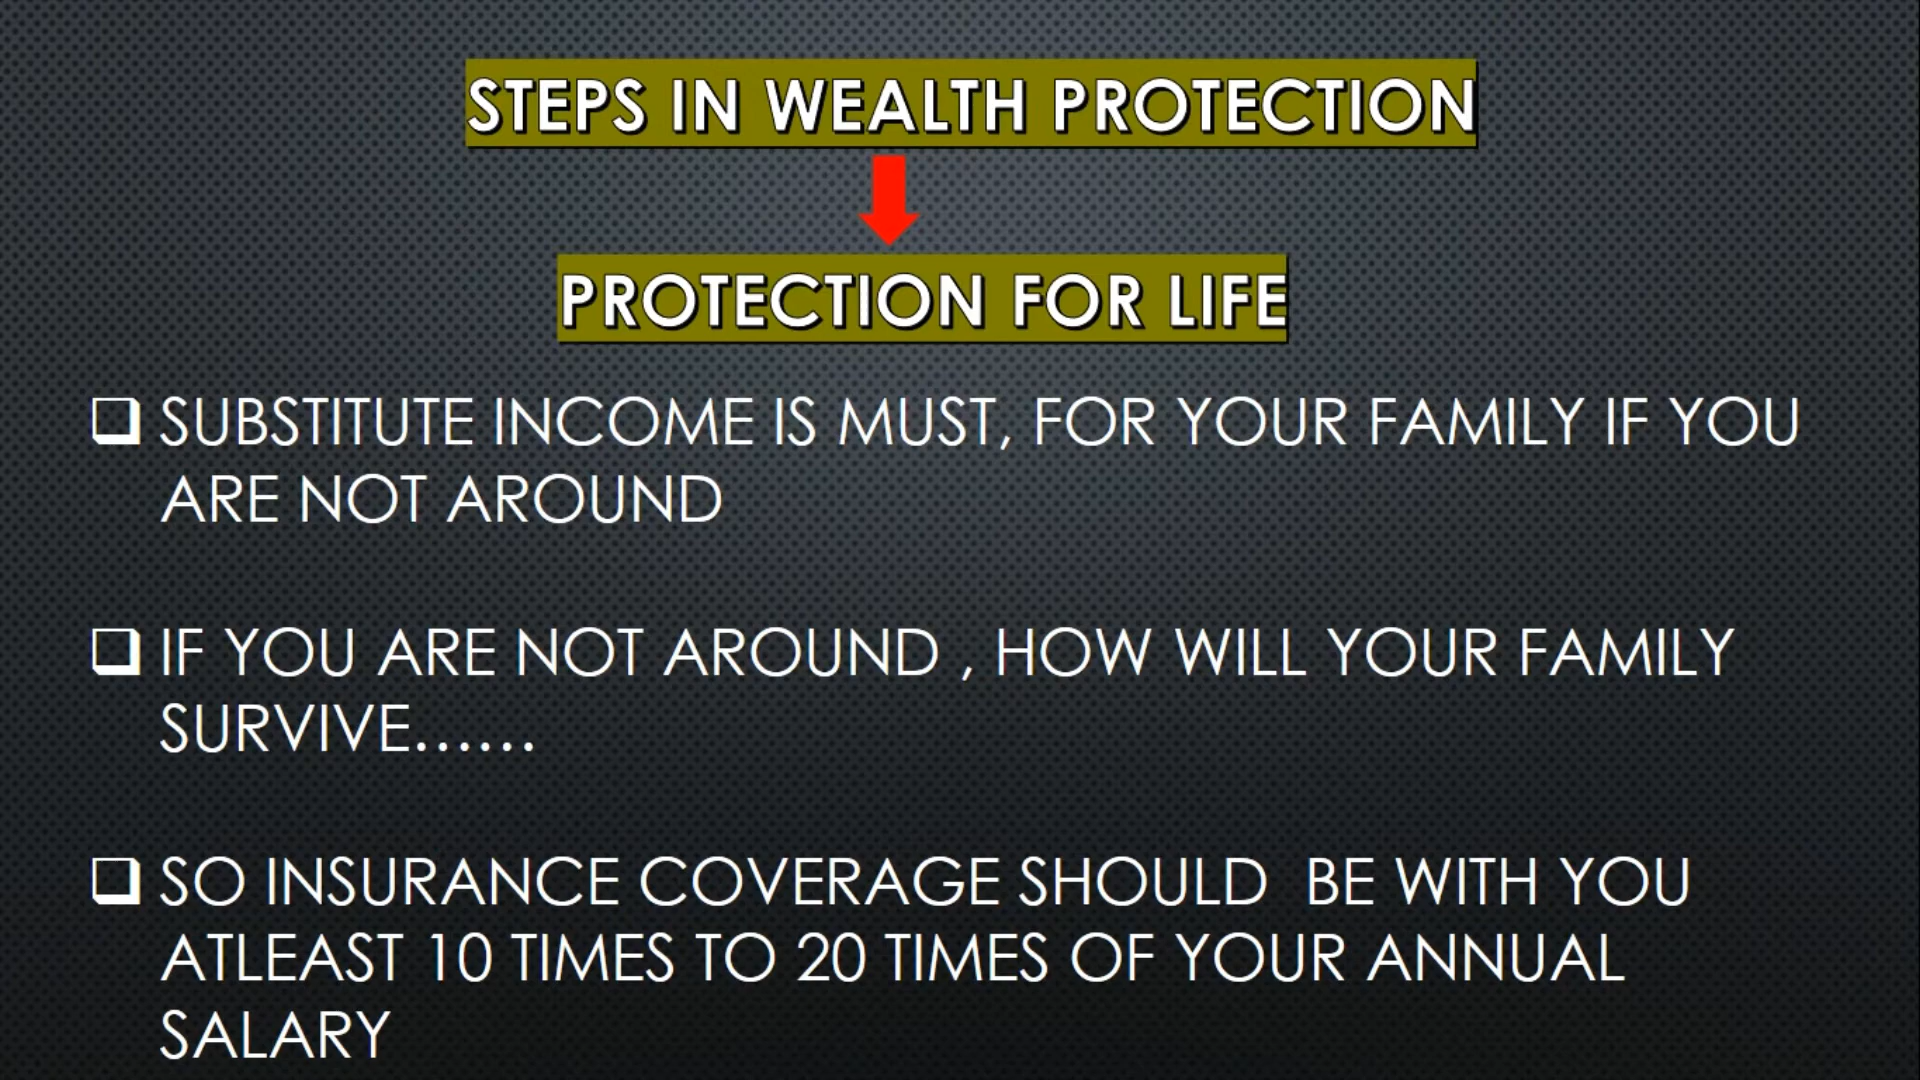 STEPS IN WEALTH PROTECTION
PROTECTION FOR LIFE
SUBSTITUTE INCOME IS MUST, FOR YOUR FAMILY IF YOU
ARE NOT AROUND
IF YOU ARE NOT AROUND , HOW WILL YOUR FAMILY
SURVIVE......
SO INSURANCE COVERAGE SHOULD  BE WITH YOU
ATLEAST 10 TIMES TO 20 TIMES OF YOUR ANNUAL
SALARY